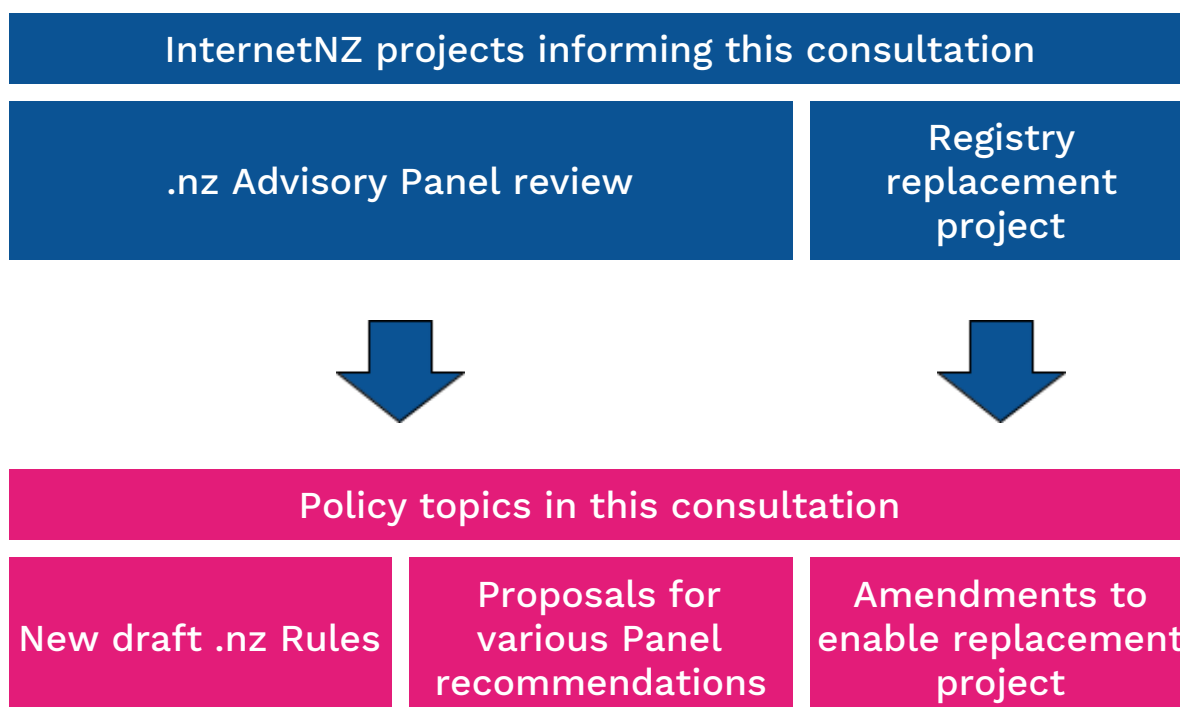 InternetNZ projects informing this consultation
.nz Advisory Panel review
Registry
replacement
project
Policy topics in this consultation
New draft .nz Rules
Proposals for
various Panel
recommendations
Amendments to
enable replacement
project